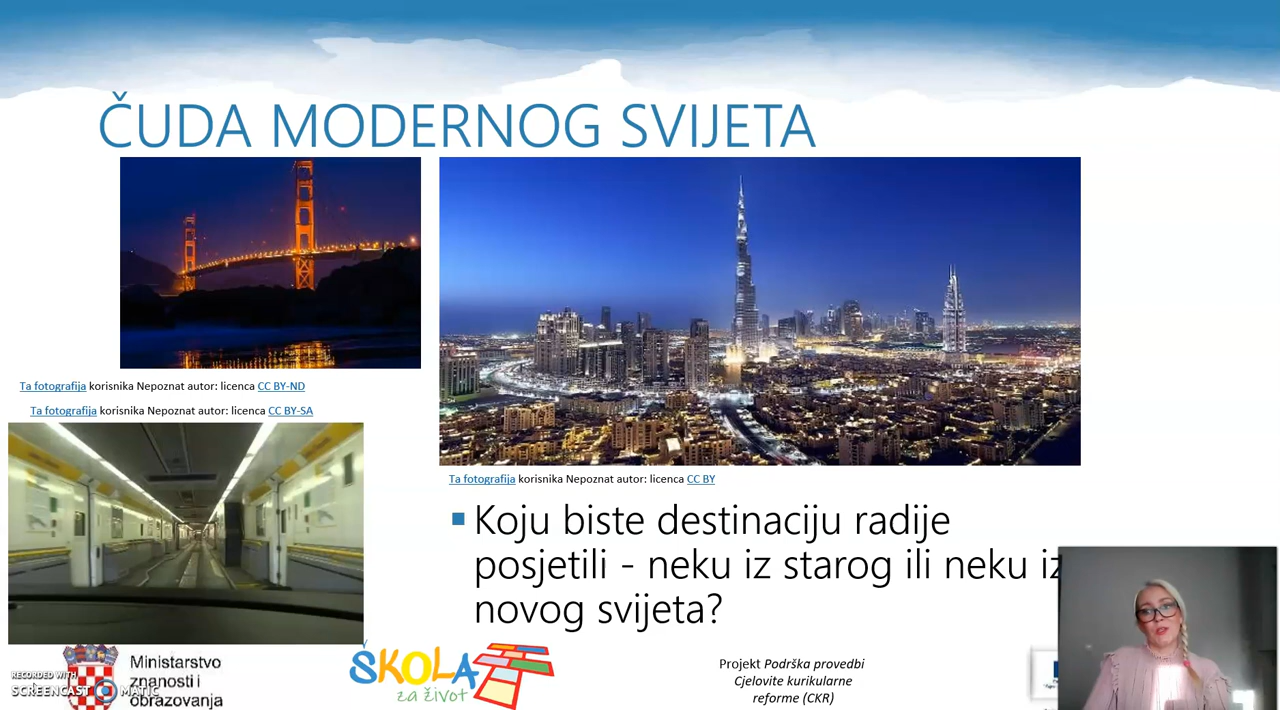 ČUDA MODERNOG SVIJETA
Ta fotografija korisnika Nepoznat autor: licenca CC BY-ND
Ta fotografija korisnika Nepoznat autor: licenca CC BY-SA
Ta fotografija korisnika Nepoznat autor: licenca CC BY
Koju biste destinaciju radije
posjetili - neku iz starog ili neku iz
novog svijeta?
Ministarstvo
znanosti i
obrazovanja
RECORDED WITH
SCREENCAST MATIC
ŠKOLA
za život
Projekt Podrška provedbi
Cjelovite kurikularne
reforme (CKR)